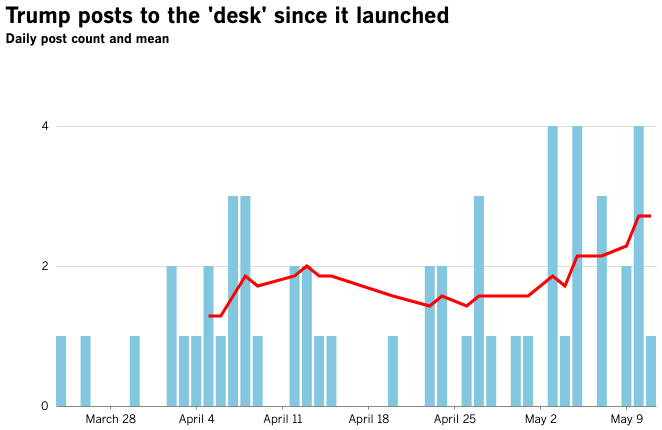 Trump posts to the 'desk' since it launched
Daily post count and mean
4
2
0
March 28 April 4 April 11 April 18 April 25 May 2 May 9